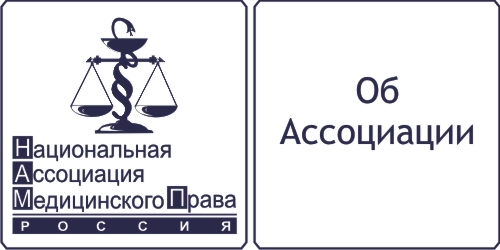 Национальная
Ассоциация
Медицинского Права
РОССИЯ
Об
Ассоциации